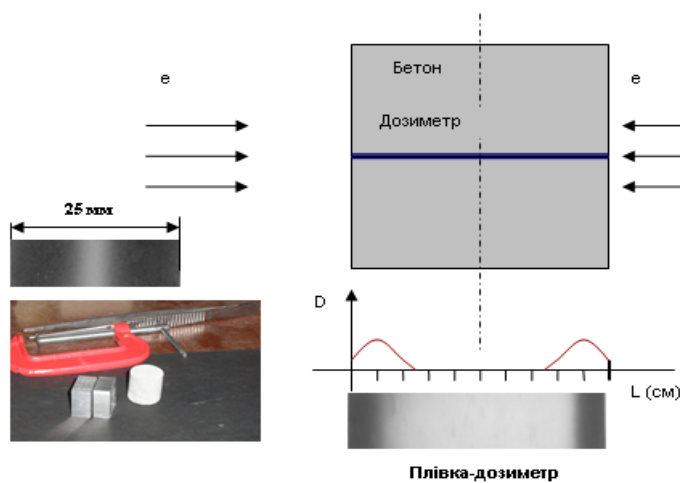 e
25 мм
Бетон
Дозиметр
e
D
L (см)
Плівка-дозиметр